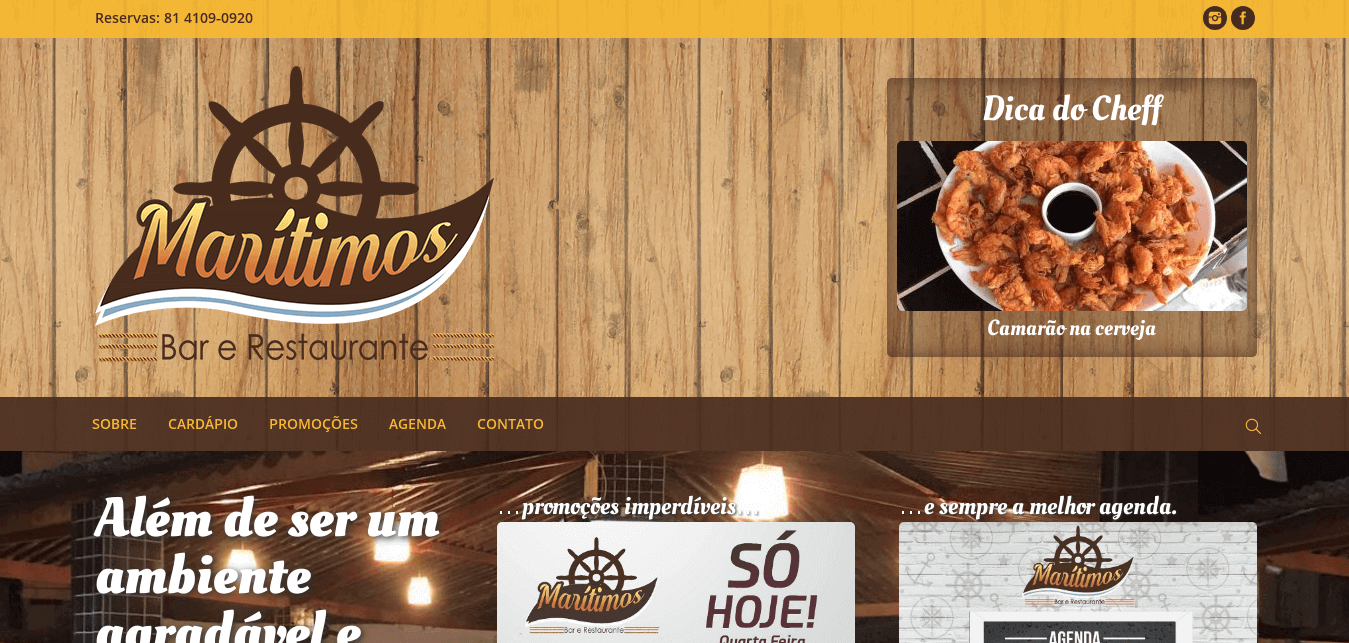 Reservas: 81 4109-0920
Dica do Cheff
Marítimos
Bar e Restaurante
Camarão na cerveja
SOBRE CARDÁPIO PROMOÇÕES AGENDA CONTATO
Além de ser um
ambiente
agradável e
...promoções imperdíveis...
Marítimos
Bar e Restaurante
SÓ
HOJE!
Quarta Feira
...e sempre a melhor agenda.
Marítimos
Bar e Restaurante
AGENDA